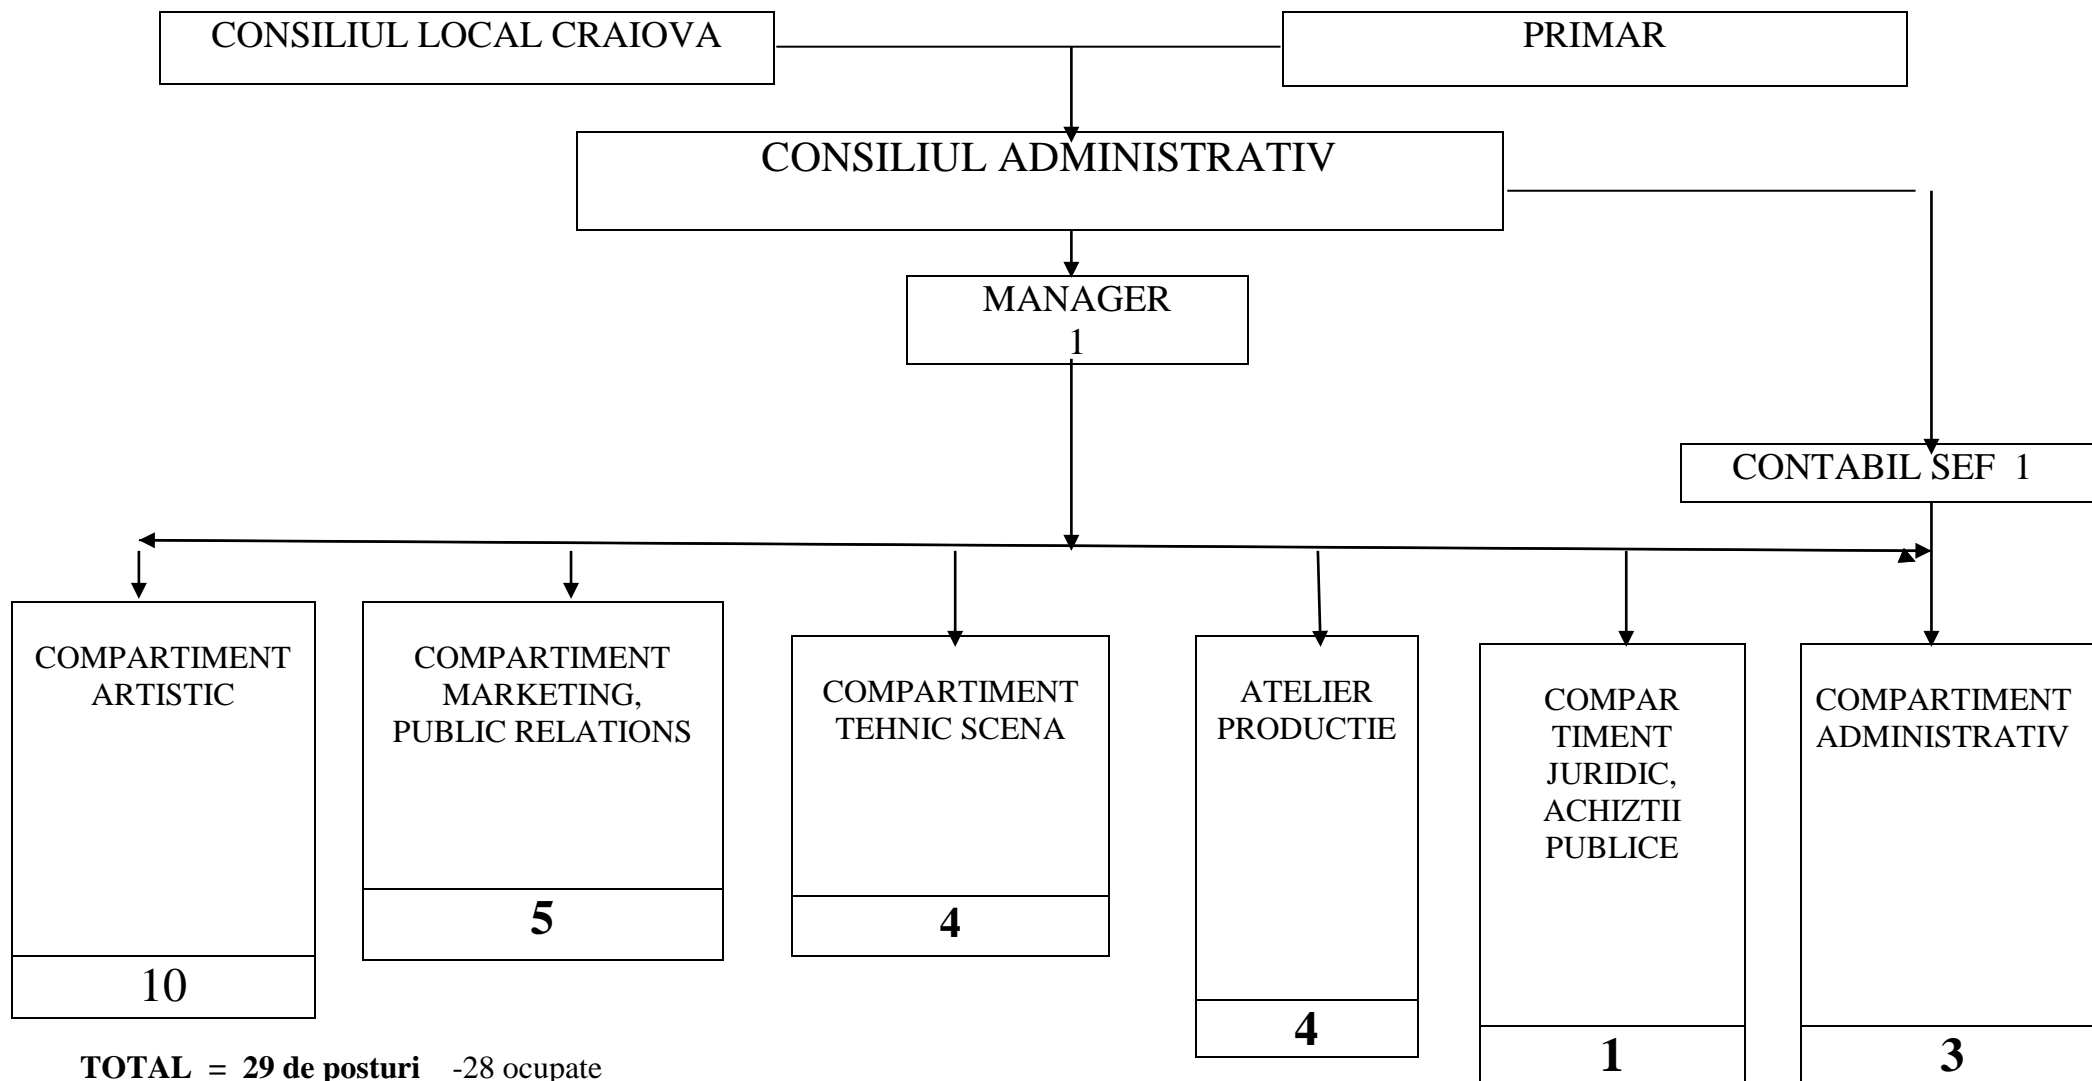 CONSILIUL LOCAL CRAIOVA
PRIMAR
CONSILIUL ADMINISTRATIV
MANAGER
1
CONTABIL SEF 1
COMPARTIMENT
ARTISTIC
10
COMPARTIMENT
MARKETING,
PUBLIC RELATIONS
5
COMPARTIMENT
TEHNIC SCENA
4
ATELIER
PRODUCTIE
4
COMPAR
TIMENT
JURIDIC,
ACHIZTII
PUBLICE
1
COMPARTIMENT
ADMINISTRATIV
3
TOTAL = 29 de posturi -28 ocupate